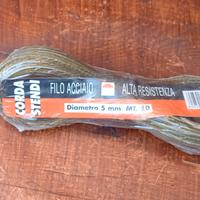 CORDA
STENDI
FILO ACCIAIO ALTA RESISTENZA
Diametro 5 mm MT. 10